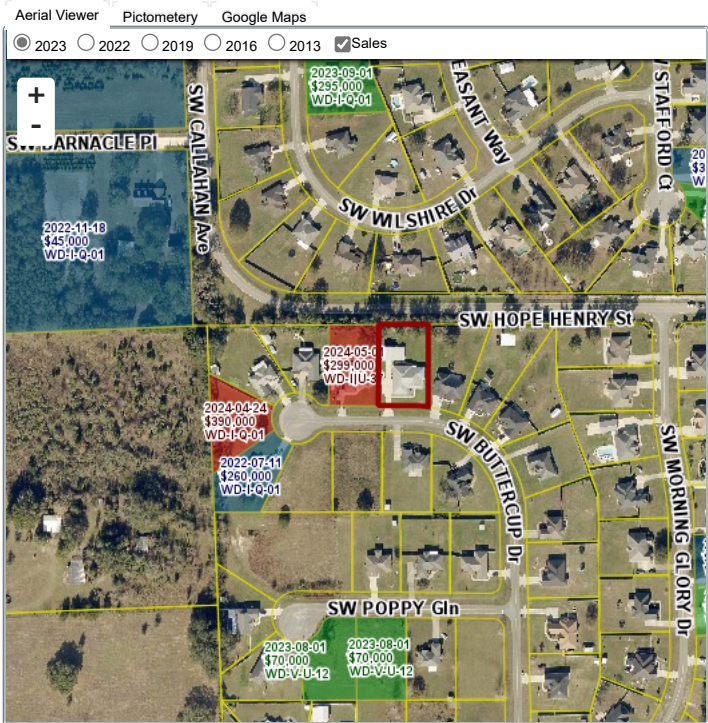 Aerial Viewer
Pictometery
Google Maps
2023
2022
2019
2016
2013
Sales
+
-
2023-09-01
$295,000
WD-I-Q-01
SW STAFFORD Ct
SW CALLAHAN Ave
Way
SW BARNACLE Pl
SW WILSHIRE Dr
2022-11-18
$45,000
WD-I-Q-01
SW HOPE HENRY St
$299,000
2024-04-24
$390,000
WD-I-Q-01
2022-07-11
$260,000
WD-I-Q-01
SW BUTTERCUP Dr
SW MORNING GLORY Dr
SW POPPY Gln
2023-08-01
$70,000
WD-V-U-12
2023-08-01
$70,000
WD-V-U-12